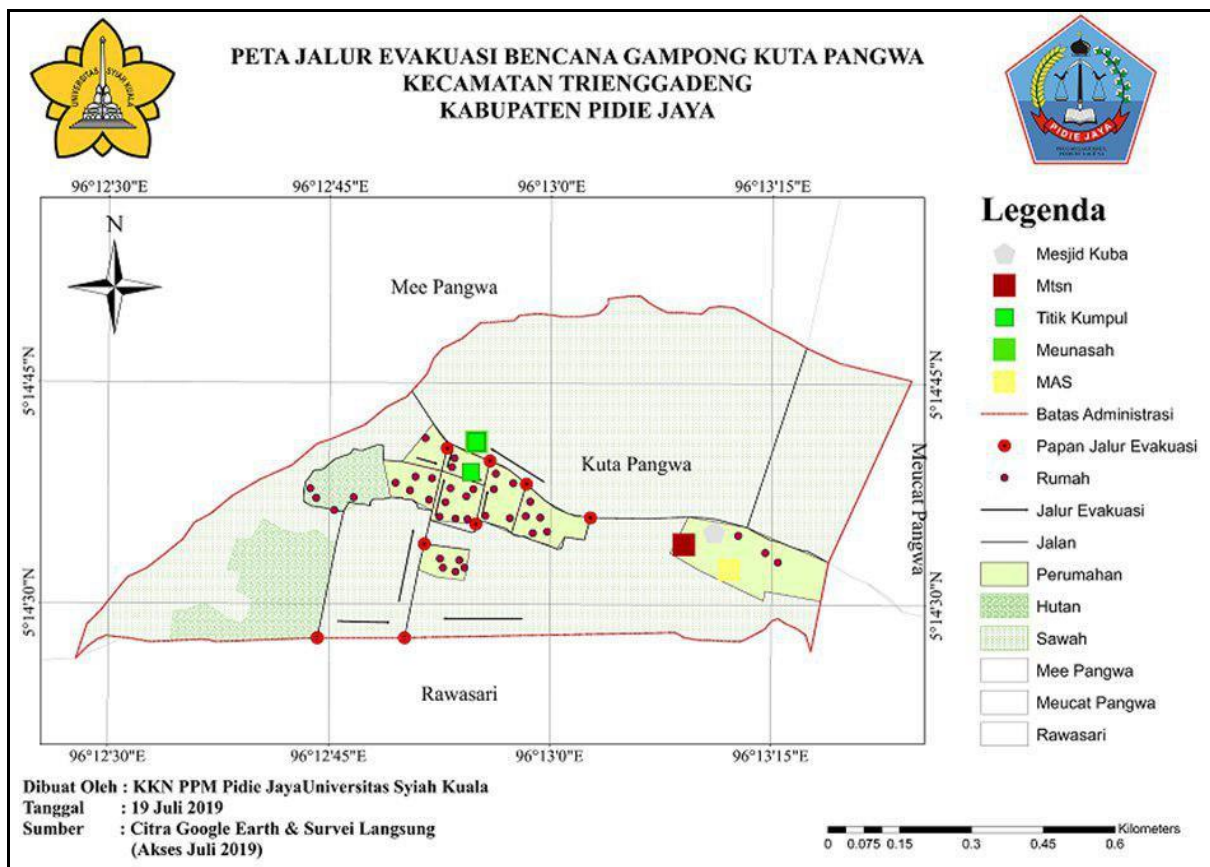 PETA JALUR EVAKUASI BENCANA GAMPONG KUTA PANGWA
KECAMATAN TRIENGGADENG
KABUPATEN PIDIE JAYA
UNIVERSITAS SYIAH KUALA
PIDIE JAYA
96°12'30"E 96°12'45"E 96°13'0"E 96°13'15"E
N
Mee Pangwa
5°14'45"N
5°14'45"N
Kuta Pangwa
Meucat Pangwa
5°14'30"N
5°14'30"N
Rawasari
96°12'30"E 96°12'45"E 96°13'0"E 96°13'15"E
Legenda
Mesjid Kuba
Mtsn
Titik Kumpul
Meunasah
MAS
Batas Administrasi
Papan Jalur Evakuasi
Rumah
Jalur Evakuasi
Jalan
Perumahan
Hutan
Sawah
Mee Pangwa
Meucat Pangwa
Rawasari
Dibuat Oleh : KKN PPM Pidie JayaUniversitas Syiah Kuala
Tanggal : 19 Juli 2019
Sumber : Citra Google Earth & Survei Langsung
(Akses Juli 2019)
Kilometers
0 0.075 0.15 0.3 0.45 0.6